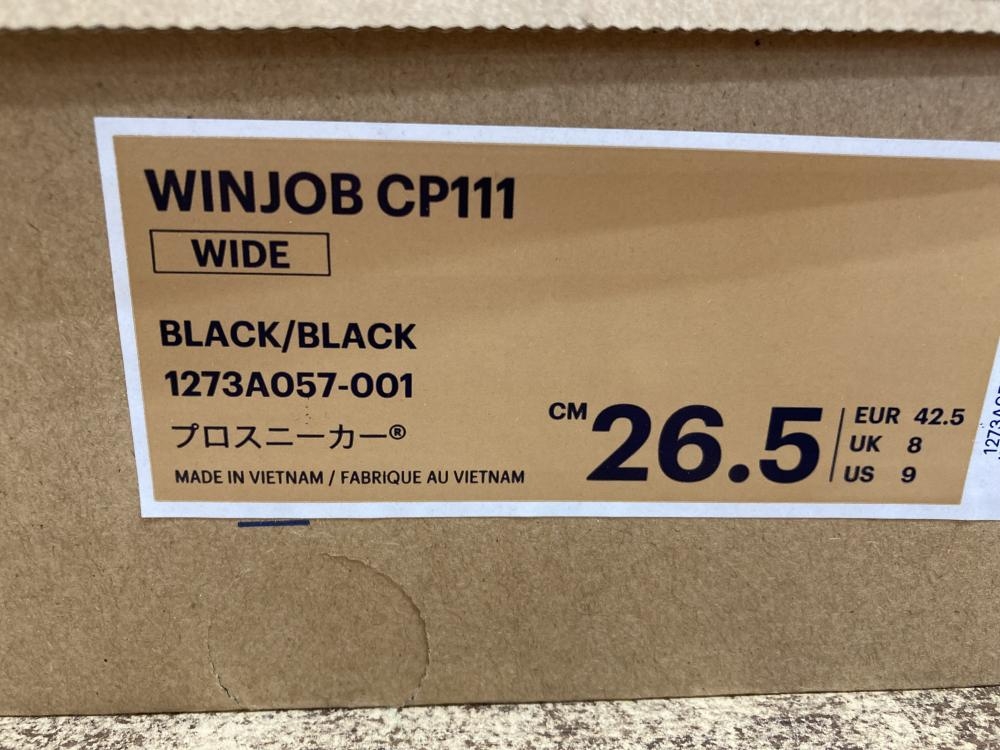 WINJOB CP111
WIDE
BLACK/BLACK
1273A057-001
プロスニーカー®
MADE IN VIETNAM / FABRIQUE AU VIETNAM
CM 26.5
EUR 42.5
UK 8
US 9